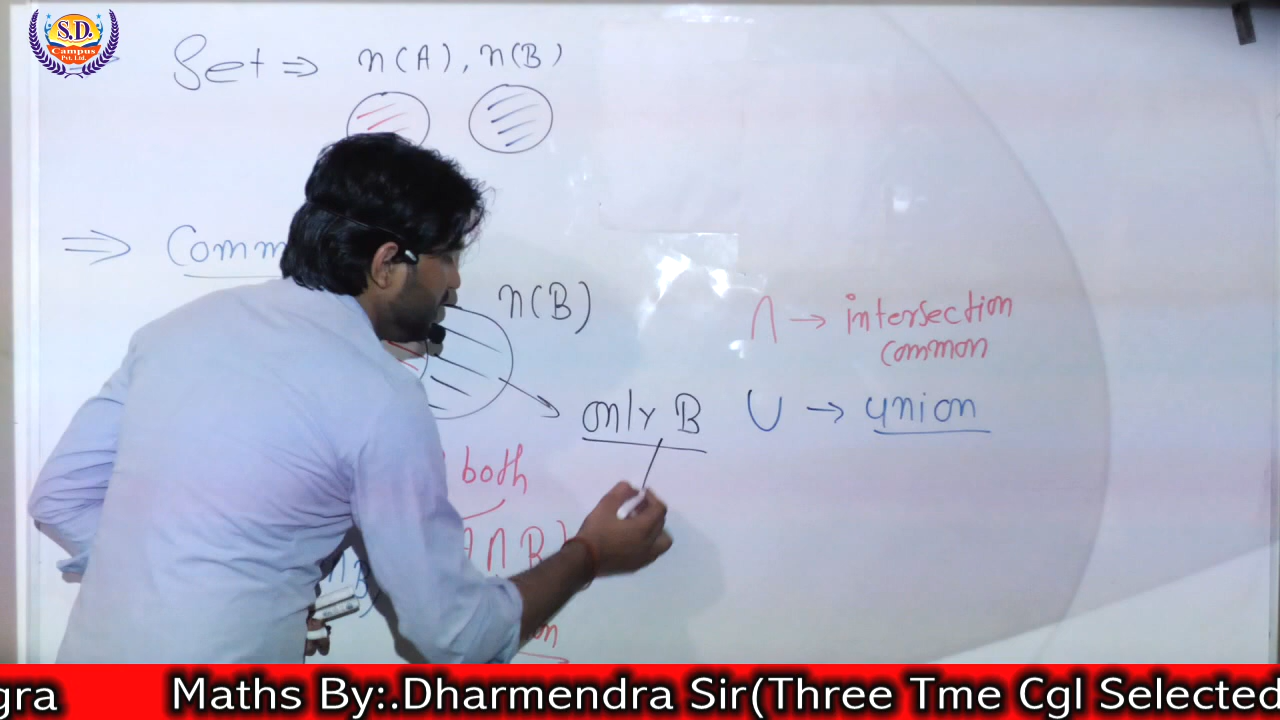 S.D.
Campus
Pvt. Ltd.
Set ⇒ n(A), n(B)
⇒ Comm
n(B)
∩ → intersection
common
only B
∪ → union
both
A∩B)
gra Maths By:.Dharmendra Sir(Three Tme Cgl Selected